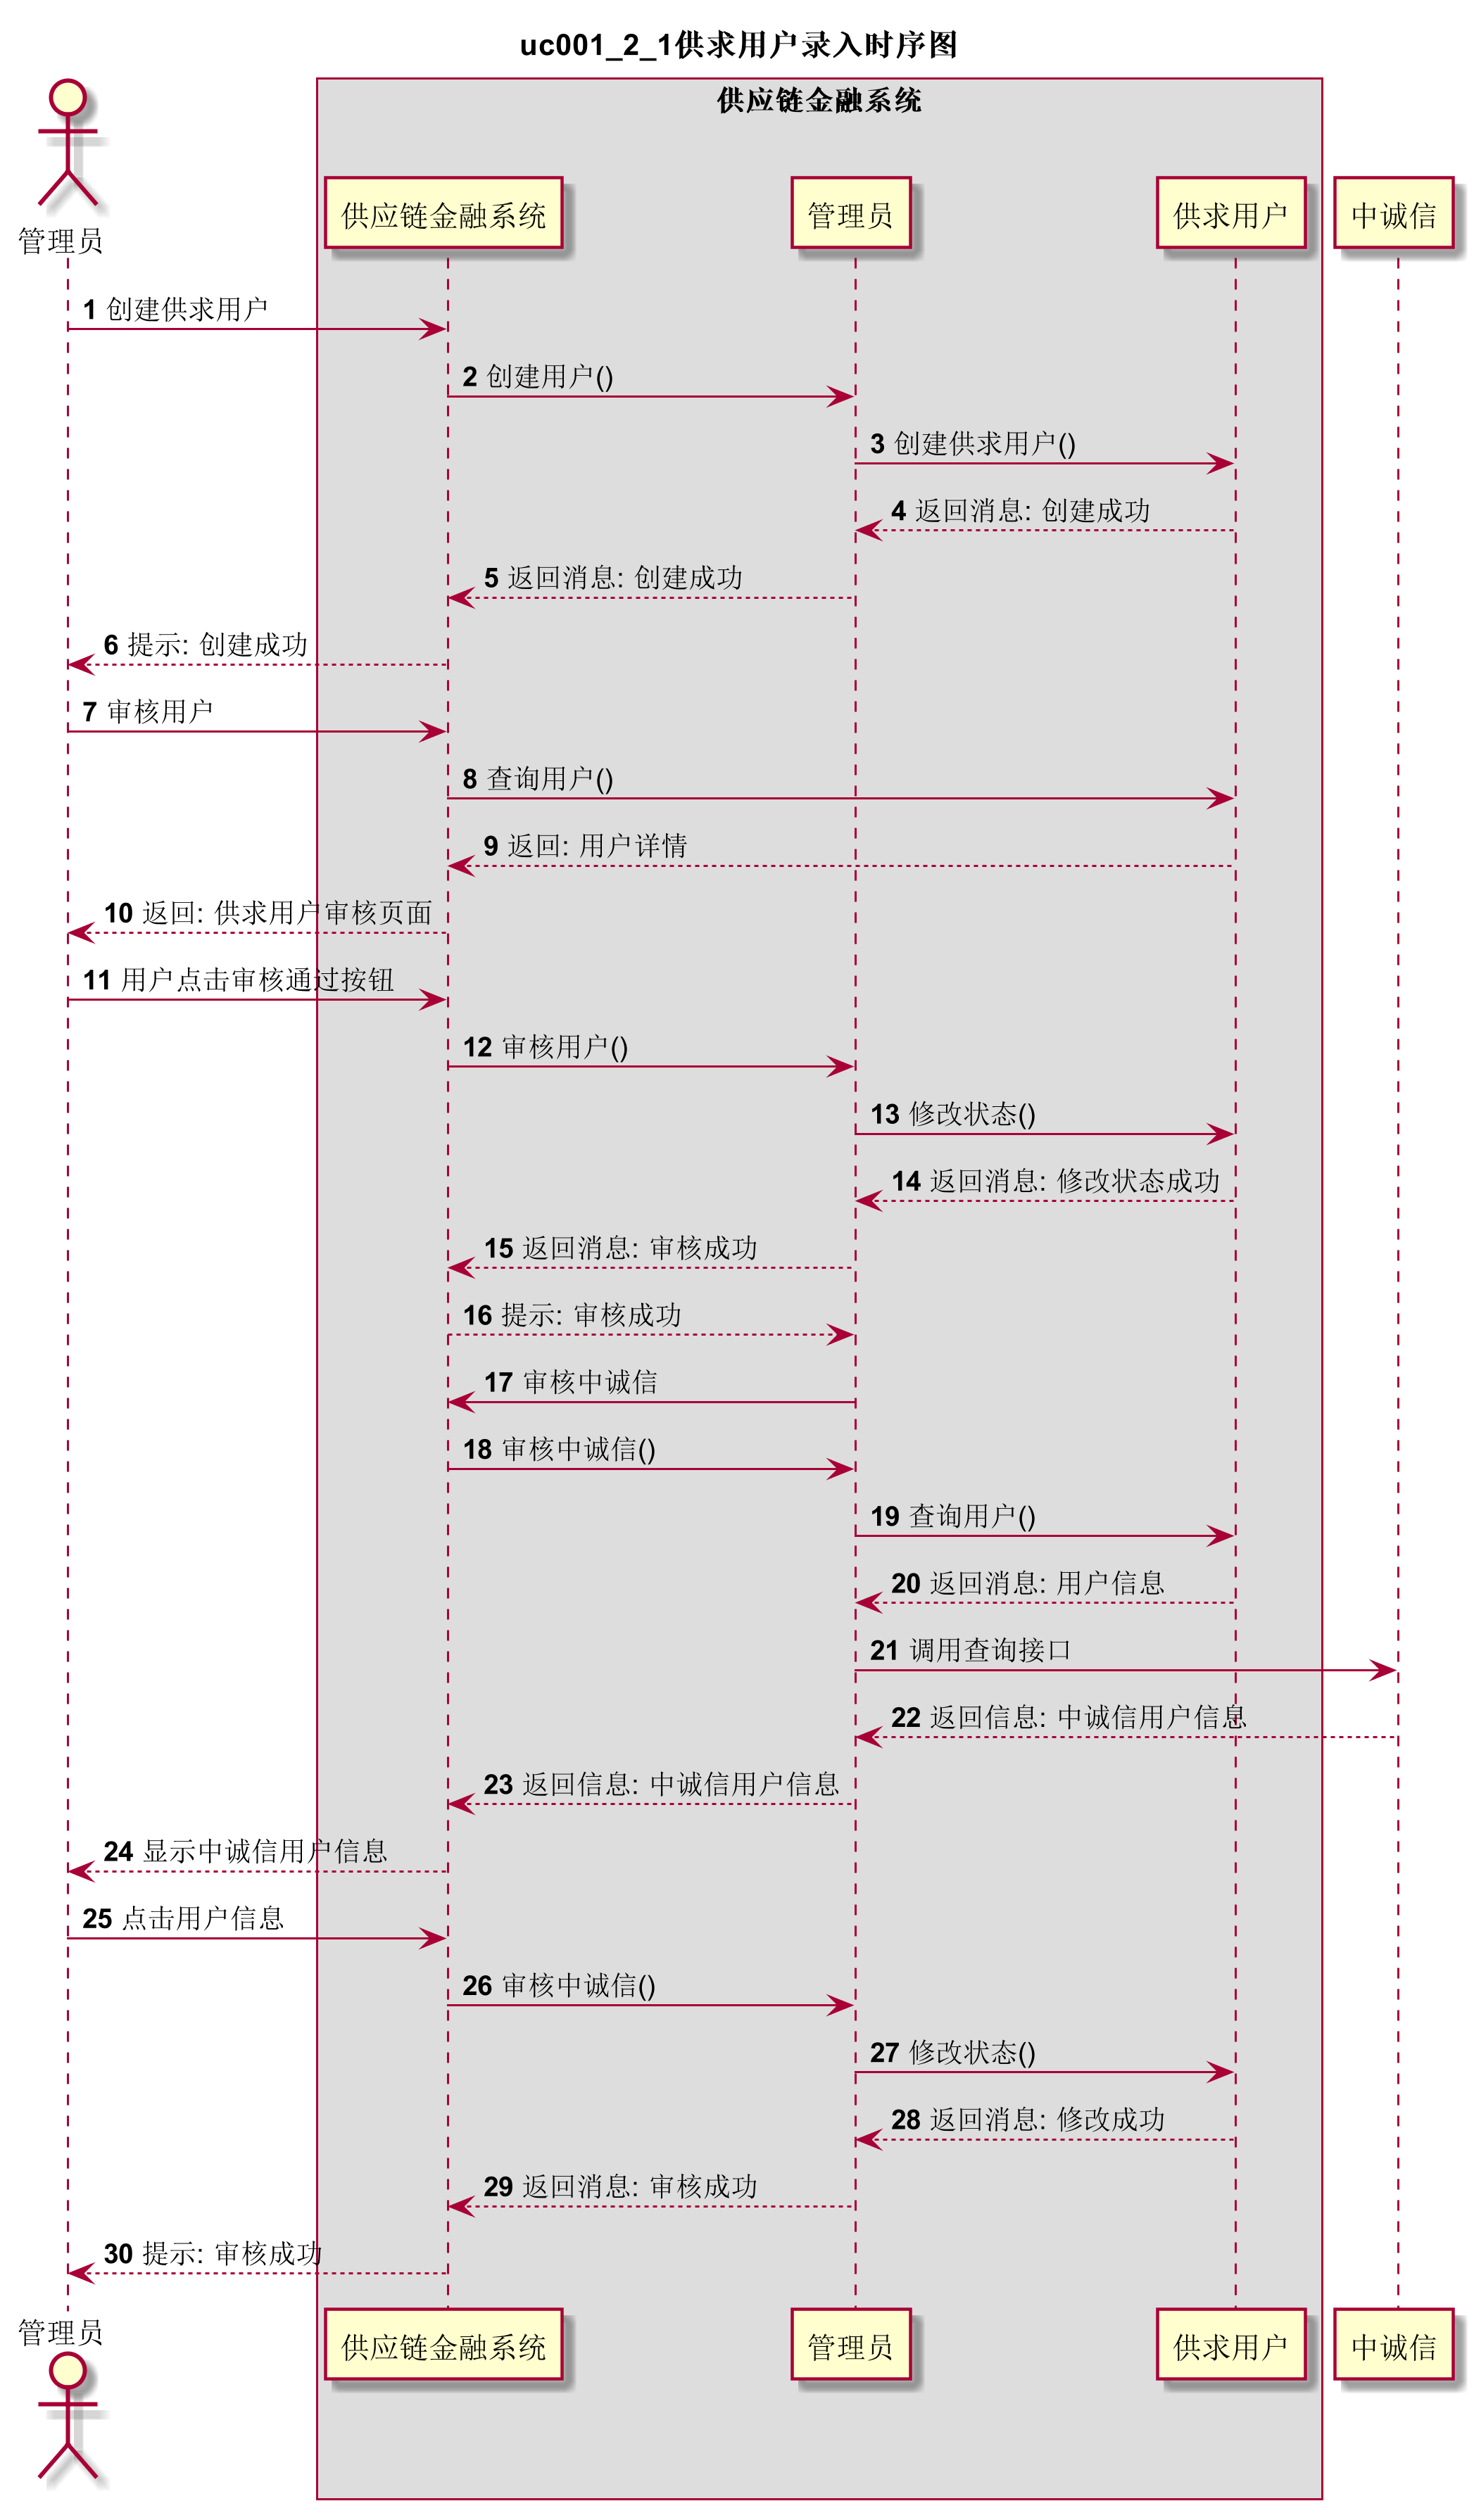 uc001_2_1供求用户录入时序图
供应链金融系统
管理员
供应链金融系统
管理员
供求用户
中诚信
1 创建供求用户
2 创建用户()
3 创建供求用户()
4 返回消息: 创建成功
5 返回消息: 创建成功
6 提示: 创建成功
7 审核用户
8 查询用户()
9 返回: 用户详情
10 返回: 供求用户审核页面
11 用户点击审核通过按钮
12 审核用户()
13 修改状态()
14 返回消息: 修改状态成功
15 返回消息: 审核成功
16 提示: 审核成功
17 审核中诚信
18 审核中诚信()
19 查询用户()
20 返回消息: 用户信息
21 调用查询接口
22 返回信息: 中诚信用户信息
23 返回信息: 中诚信用户信息
24 显示中诚信用户信息
25 点击用户信息
26 审核中诚信()
27 修改状态()
28 返回消息: 修改成功
29 返回消息: 审核成功
30 提示: 审核成功
管理员
供应链金融系统
管理员
供求用户
中诚信